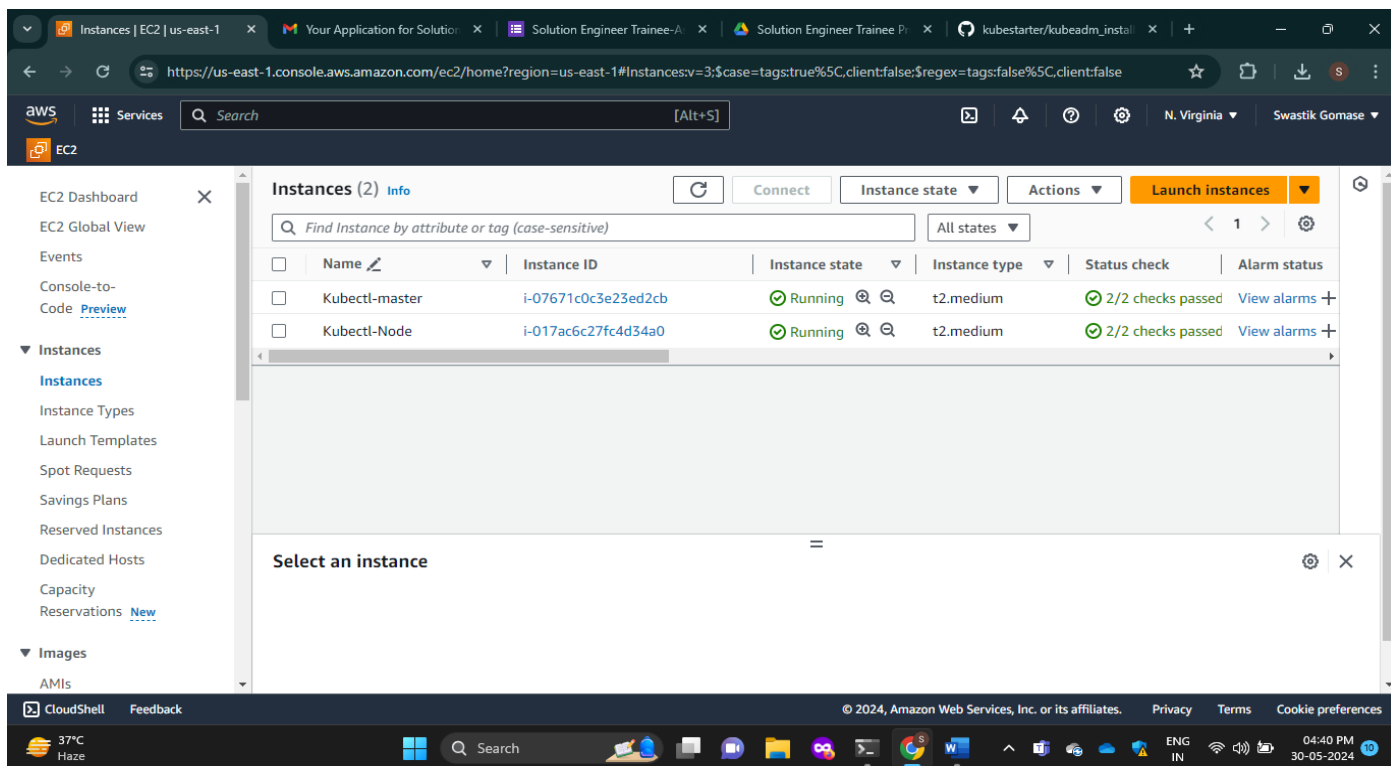 Instances | EC2 | us-east-1
Your Application for Solution
Solution Engineer Trainee-A
Solution Engineer Trainee Pr
kubestarter/kubeadm_install
https://us-east-1.console.aws.amazon.com/ec2/home?region=us-east-1#Instances:v=3;$case=tags:true%5C,client:false;$regex=tags:false%5C,client:false
S
aws
Services
Search
[Alt+S]
N. Virginia
Swastik Gomase
EC2
EC2 Dashboard
EC2 Global View
Events
Console-to-
Code Preview
Instances
Instances
Instance Types
Launch Templates
Spot Requests
Savings Plans
Reserved Instances
Dedicated Hosts
Capacity
Reservations New
Images
AMIs
Instances (2) Info
Connect
Instance state
Actions
Launch instances
Find Instance by attribute or tag (case-sensitive)
All states
1
Name Instance ID Instance state Instance type Status check Alarm status
Kubectl-master i-07671c0c3e23ed2cb Running t2.medium 2/2 checks passed View alarms +
Kubectl-Node i-017ac6c27fc4d34a0 Running t2.medium 2/2 checks passed View alarms +
Select an instance
CloudShell Feedback
© 2024, Amazon Web Services, Inc. or its affiliates. Privacy Terms Cookie preferences
37°C
Haze
Search
ENG
IN
04:40 PM
30-05-2024
10